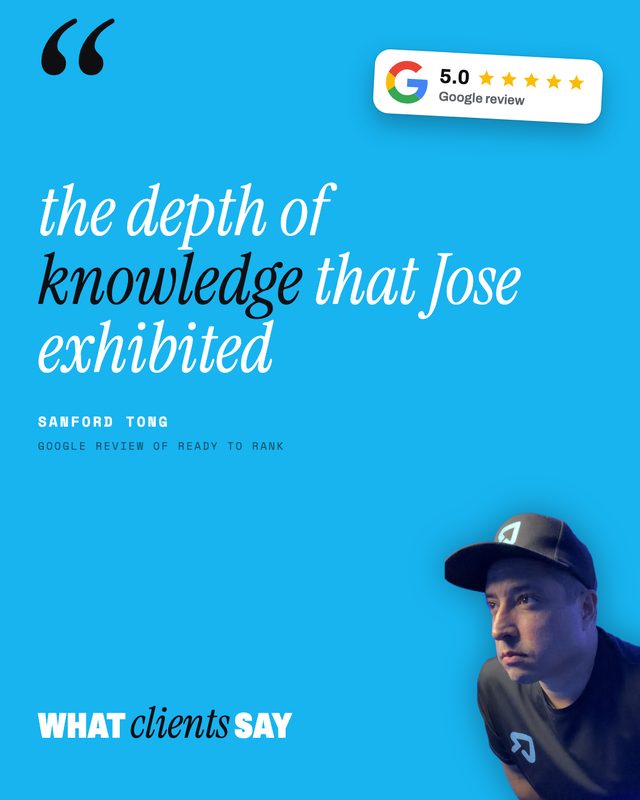 “
5.0
Google review
the depth of
knowledge that Jose
exhibited
SANFORD TONG
GOOGLE REVIEW OF READY TO RANK
WHAT clients SAY